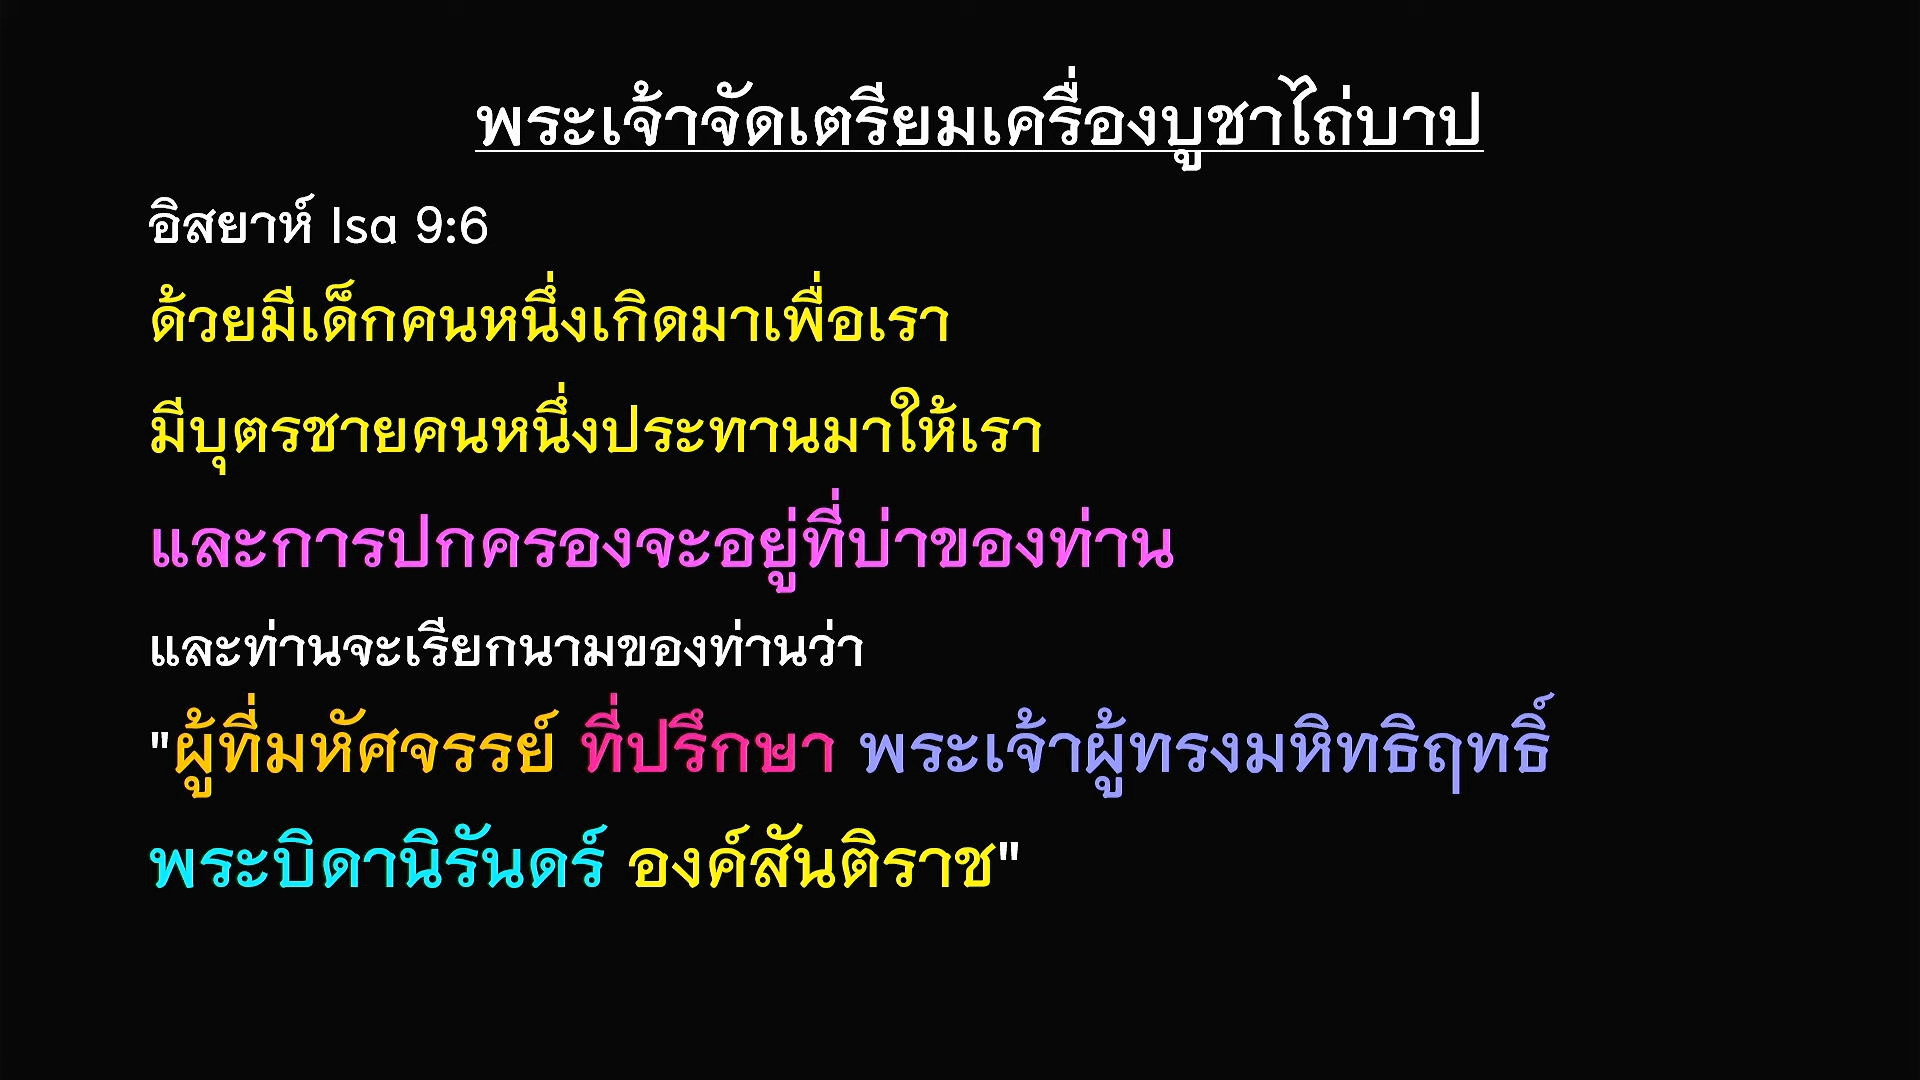 พระเจ้าจัดเตรียมเครื่องบูชาไถ่บาป
อิสยาห์ Isa 9:6
ด้วยมีเด็กคนหนึ่งเกิดมาเพื่อเรา
มีบุตรชายคนหนึ่งประทานมาให้เรา
และการปกครองจะอยู่ที่บ่าของท่าน
และท่านจะเรียกนามของท่านว่า
"ผู้ที่มหัศจรรย์ ที่ปรึกษา พระเจ้าผู้ทรงมหิทธิฤทธิ์
พระบิดานิรันดร์ องค์สันติราช"